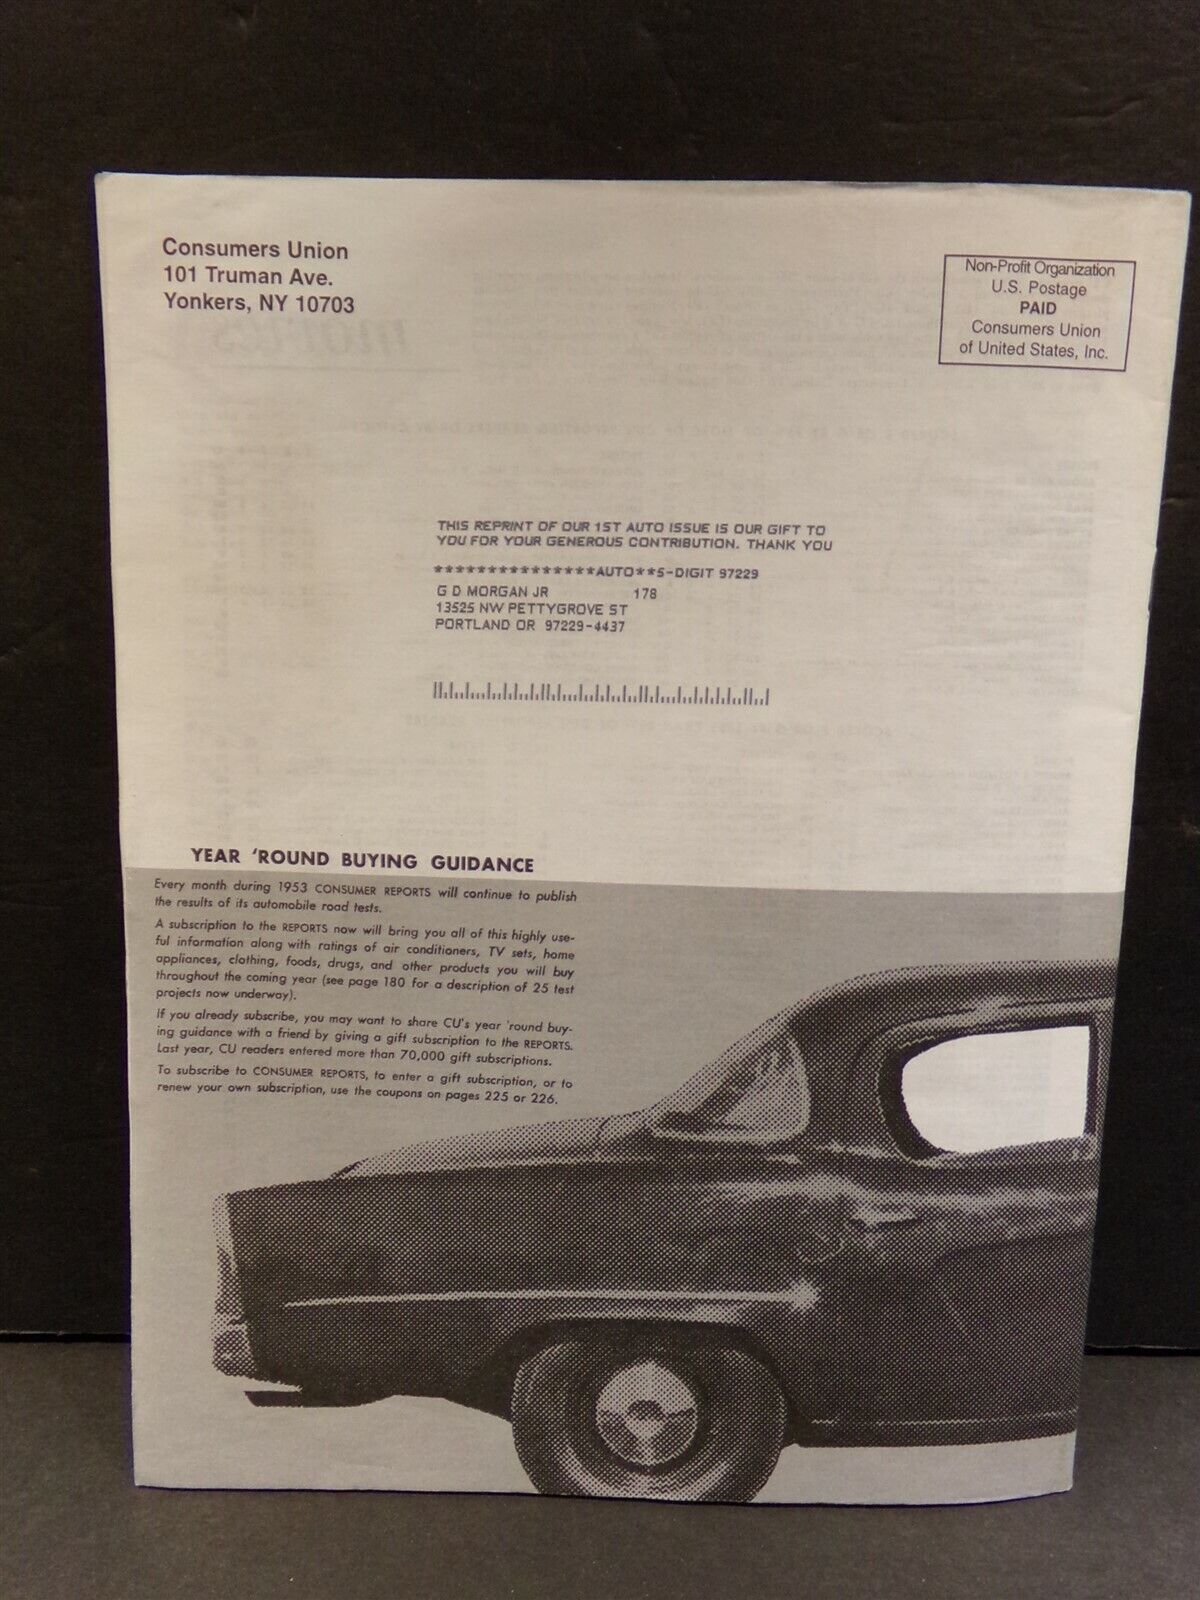 Consumers Union
101 Truman Ave.
Yonkers, NY 10703
Non-Profit Organization
U.S. Postage
PAID
Consumers Union
of United States, Inc.
THIS REPRINT OF OUR 1ST AUTO ISSUE IS OUR GIFT TO
YOU FOR YOUR GENEROUS CONTRIBUTION. THANK YOU
***************AUTO**5-DIGIT 97229
G D MORGAN JR 178
13525 NW PETTYGROVE ST
PORTLAND OR 97229-4437
YEAR 'ROUND BUYING GUIDANCE
Every month during 1953 CONSUMER REPORTS will continue to publish
the results of its automobile road tests.
A subscription to the REPORTS now will bring you all of this highly use-
ful information along with ratings of air conditioners, TV sets, home
appliances, clothing, foods, drugs, and other products you will buy
throughout the coming year (see page 180 for a description of 25 test
projects now underway).
If you already subscribe, you may want to share CU's year 'round buy-
ing guidance with a friend by giving a gift subscription to the REPORTS.
Last year, CU readers entered more than 70,000 gift subscriptions.
To subscribe to CONSUMER REPORTS, to enter a gift subscription, or to
renew your own subscription, use the coupons on pages 225 or 226.